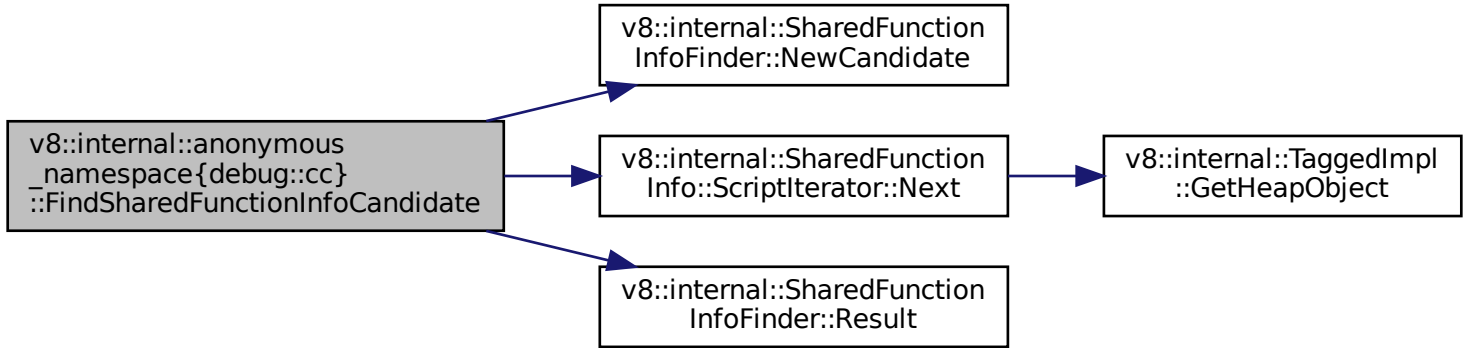 v8::internal::anonymous
_namespace{debug::cc}
::FindSharedFunctionInfoCandidate
v8::internal::SharedFunction
InfoFinder::NewCandidate
v8::internal::SharedFunction
Info::ScriptIterator::Next
v8::internal::TaggedImpl
::GetHeapObject
v8::internal::SharedFunction
InfoFinder::Result